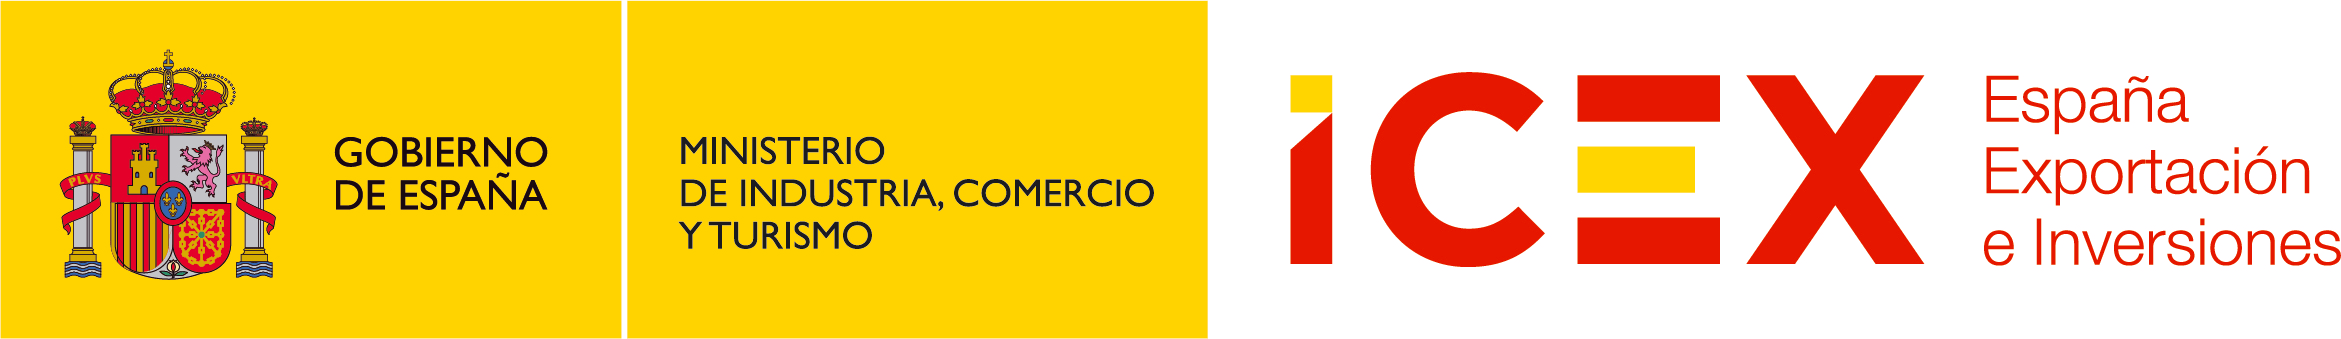 PLVS VLTRA
GOBIERNO
DE ESPAÑA
MINISTERIO
DE INDUSTRIA, COMERCIO
Y TURISMO
iCEX
España
Exportación
e Inversiones